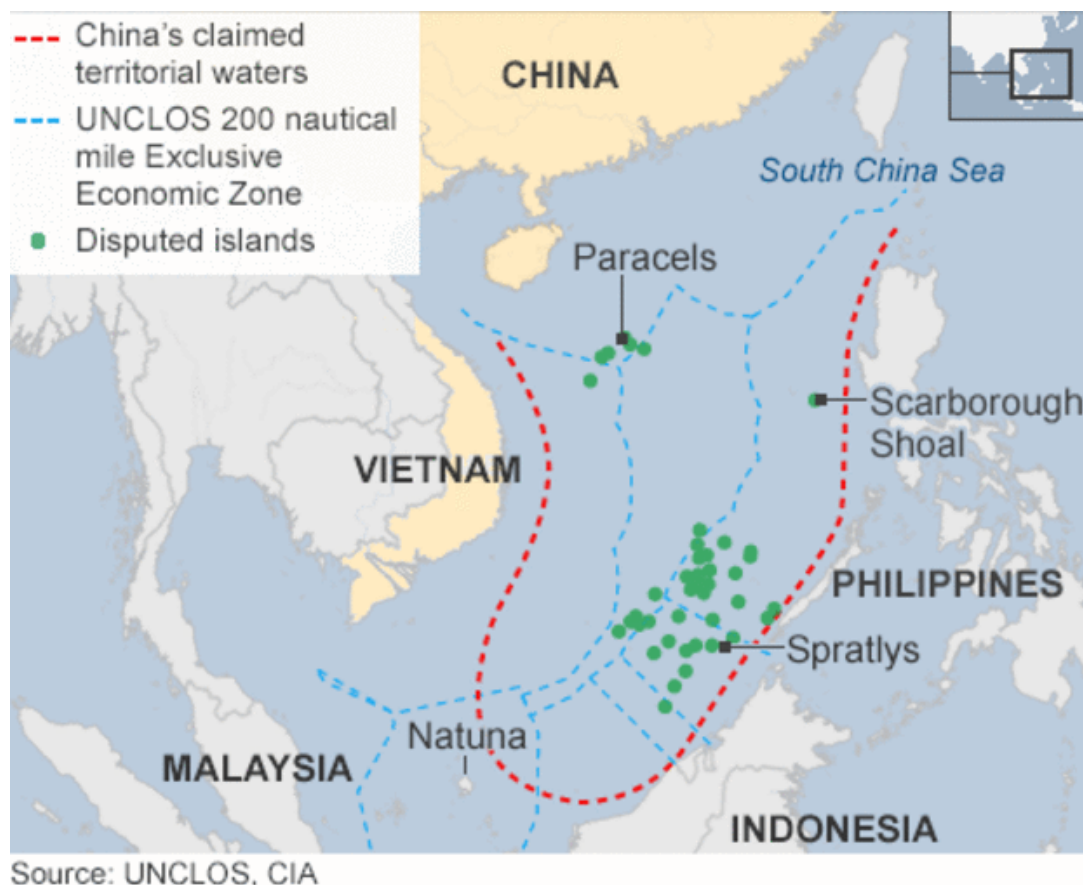 China's claimed
territorial waters
UNCLOS 200 nautical
mile Exclusive
Economic Zone
Disputed islands
CHINA
South China Sea
Paracels
Scarborough
Shoal
VIETNAM
PHILIPPINES
Spratlys
Natuna
MALAYSIA
INDONESIA
Source: UNCLOS, CIA